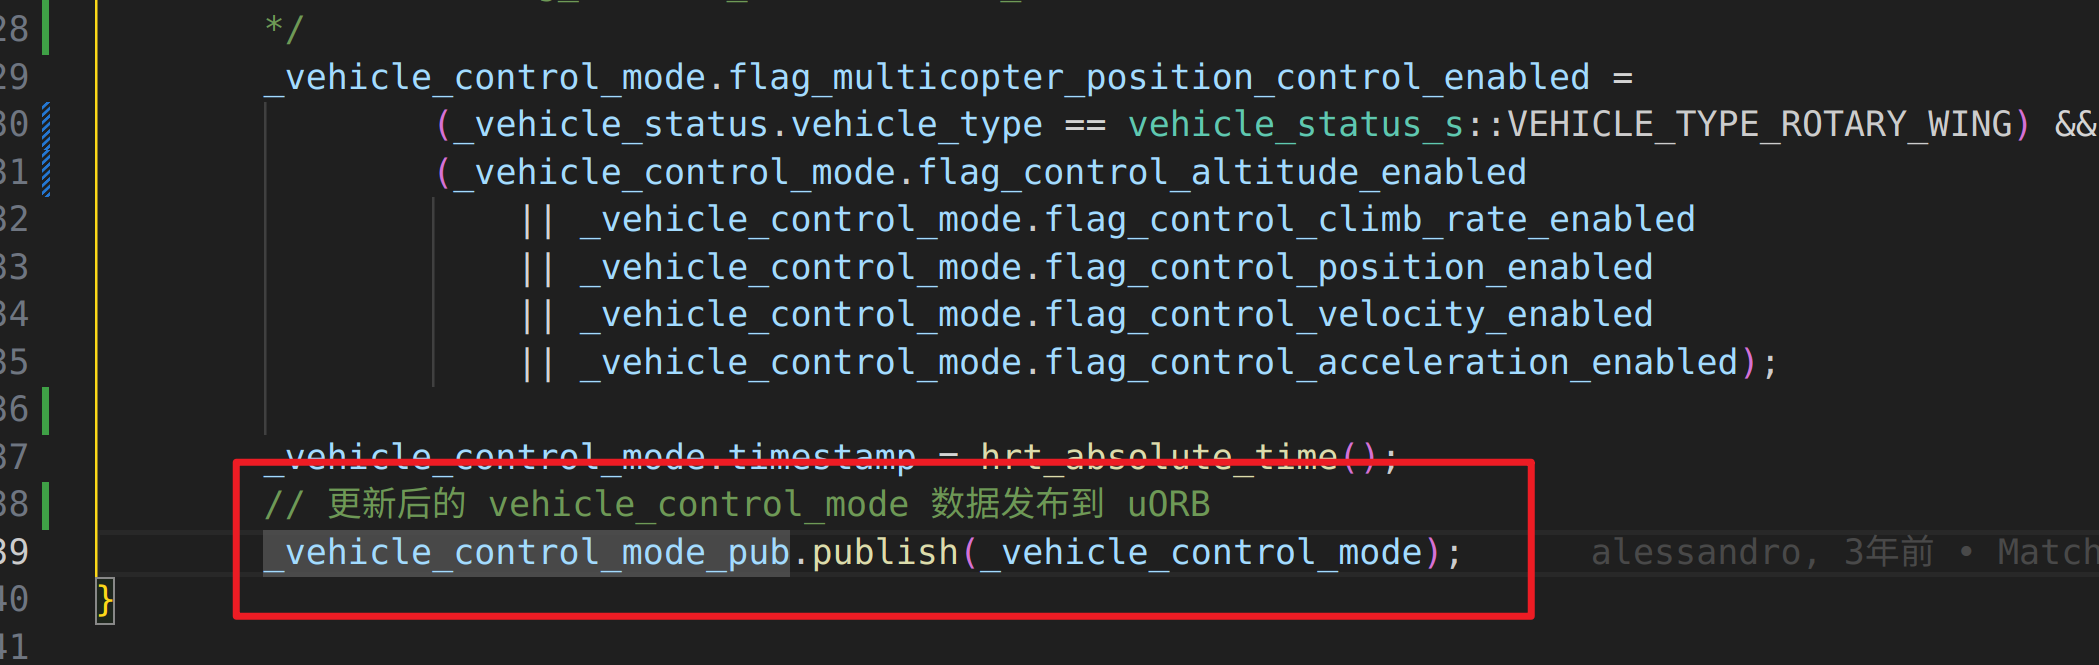 28 */
29 _vehicle_control_mode.flag_multicopter_position_control_enabled =
30 (_vehicle_status.vehicle_type == vehicle_status_s::VEHICLE_TYPE_ROTARY_WING) &&
31 (_vehicle_control_mode.flag_control_altitude_enabled
32 || _vehicle_control_mode.flag_control_climb_rate_enabled
33 || _vehicle_control_mode.flag_control_position_enabled
34 || _vehicle_control_mode.flag_control_velocity_enabled
35 || _vehicle_control_mode.flag_control_acceleration_enabled);
36
37 _vehicle_control_mode.timestamp = hrt_absolute_time();
38 // 更新后的 vehicle_control_mode 数据发布到 uORB
39 _vehicle_control_mode_pub.publish(_vehicle_control_mode); alessandro, 3年前 • Match
40 }
41